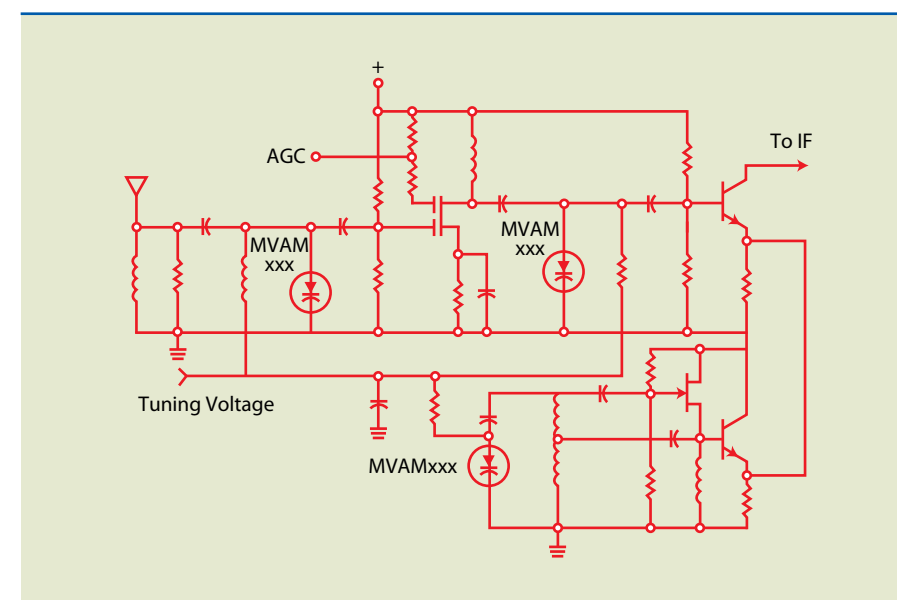 +
AGC
To IF
MVAM
xxx
MVAM
xxx
Tuning Voltage
MVAMxxx